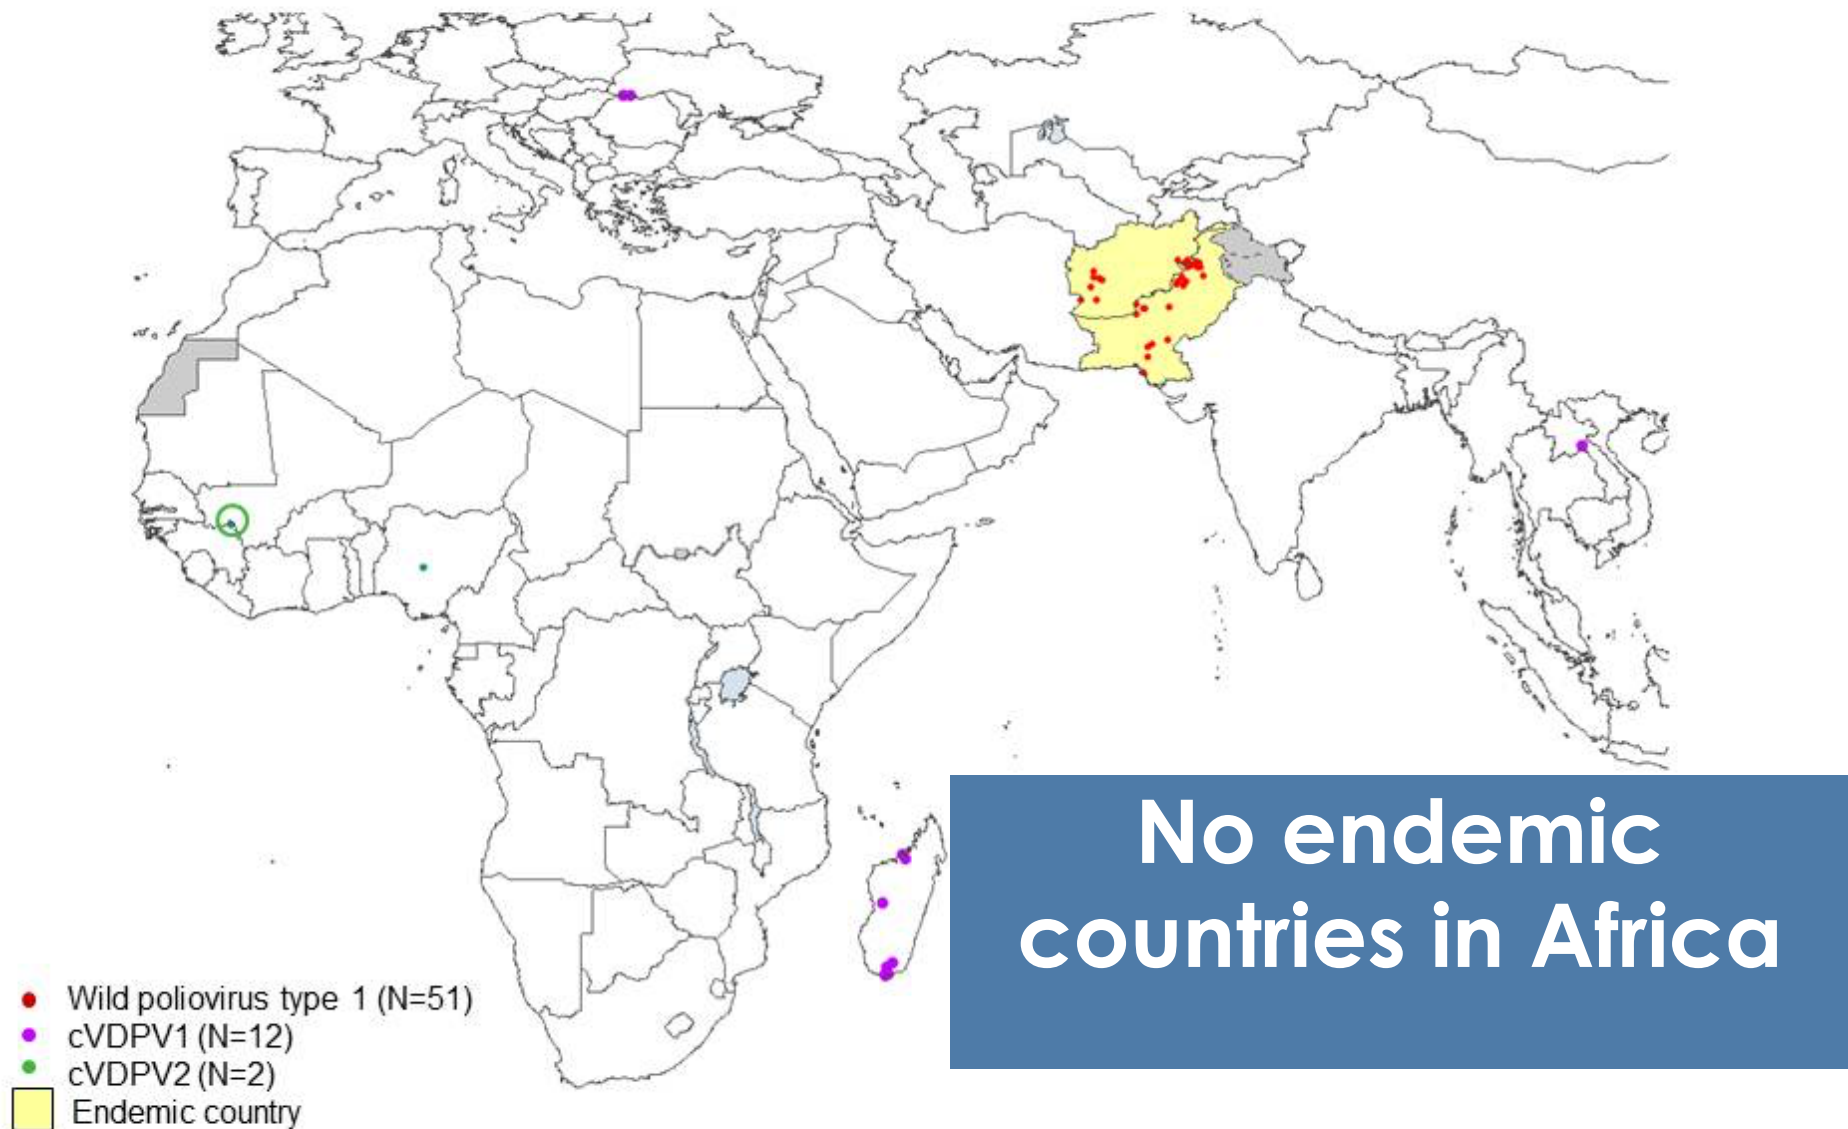 No endemic
countries in Africa
Wild poliovirus type 1 (N=51)
cVDPV1 (N=12)
cVDPV2 (N=2)
Endemic country